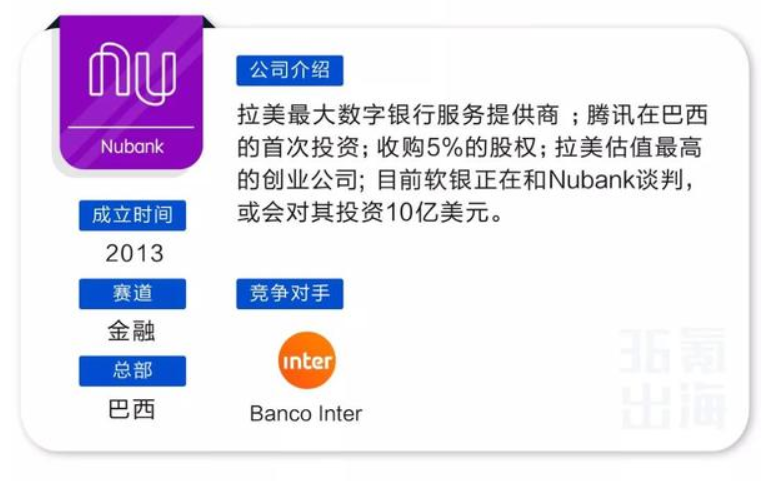 nu
Nubank
公司介绍
拉美最大数字银行服务提供商；腾讯在巴西
的首次投资；收购5%的股权；拉美估值最高
的创业公司；目前软银正在和Nubank谈判，
或会对其投资10亿美元。
成立时间
2013
赛道
金融
总部
巴西
竞争对手
inter
Banco Inter
36氪
出海